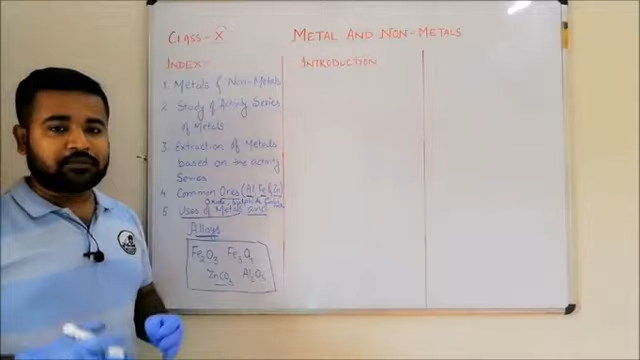 CLASS-X
METAL AND NON-METALS
INDEX:-
1. Metals & Non-Metals
2 Study of Activity Series
of Metals
3. Extraction of Metals
based on the activity
Series
4 Common Ores (Al, Fe & Zn)
5 Uses of Metals and
Alloys
Fe2O3 Fe3O4
ZnCO3 Al2O3
INTRODUCTION